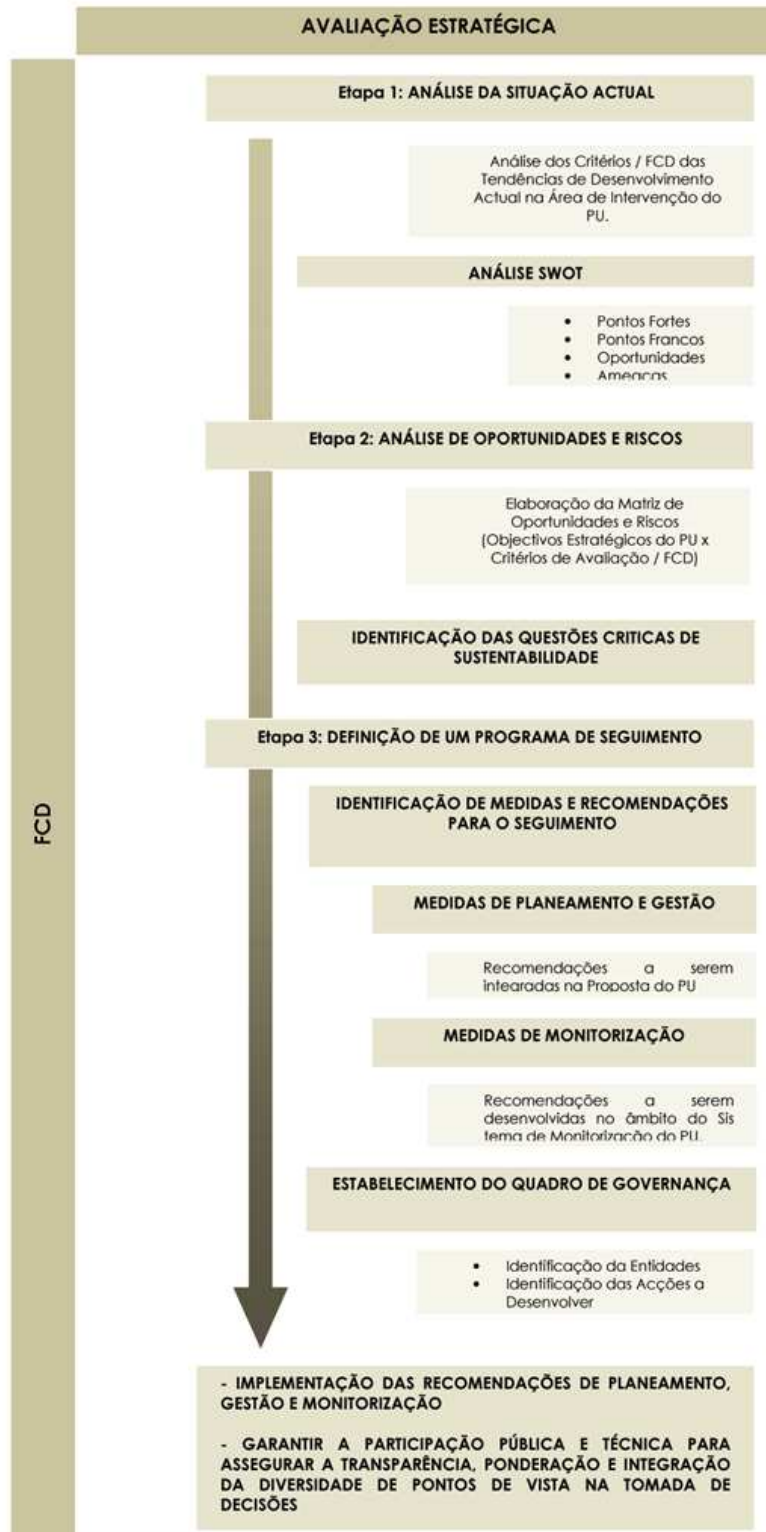 AVALIAÇÃO ESTRATÉGICA
FCD
Etapa 1: ANÁLISE DA SITUAÇÃO ACTUAL
Análise dos Critérios / FCD das
Tendências de Desenvolvimento
Actual na Área de Intervenção do
PU.
ANÁLISE SWOT
• Pontos Fortes
• Pontos Francos
• Oportunidades
• Ameaças
Etapa 2: ANÁLISE DE OPORTUNIDADES E RISCOS
Elaboração da Matriz de
Oportunidades e Riscos
(Objectivos Estratégicos do PU x
Critérios de Avaliação / FCD)
IDENTIFICAÇÃO DAS QUESTÕES CRITICAS DE
SUSTENTABILIDADE
Etapa 3: DEFINIÇÃO DE UM PROGRAMA DE SEGUIMENTO
IDENTIFICAÇÃO DE MEDIDAS E RECOMENDAÇÕES
PARA O SEGUIMENTO
MEDIDAS DE PLANEAMENTO E GESTÃO
Recomendações a serem
integradas na Proposta do PU
MEDIDAS DE MONITORIZAÇÃO
Recomendações a serem
desenvolvidas no âmbito do Sis
tema de Monitorização do PU.
ESTABELECIMENTO DO QUADRO DE GOVERNANÇA
• Identificação da Entidades
• Identificação das Acções a
Desenvolver
- IMPLEMENTAÇÃO DAS RECOMENDAÇÕES DE PLANEAMENTO,
GESTÃO E MONITORIZAÇÃO
- GARANTIR A PARTICIPAÇÃO PÚBLICA E TÉCNICA PARA
ASSEGURAR A TRANSPARÊNCIA, PONDERAÇÃO E INTEGRAÇÃO
DA DIVERSIDADE DE PONTOS DE VISTA NA TOMADA DE
DECISÕES